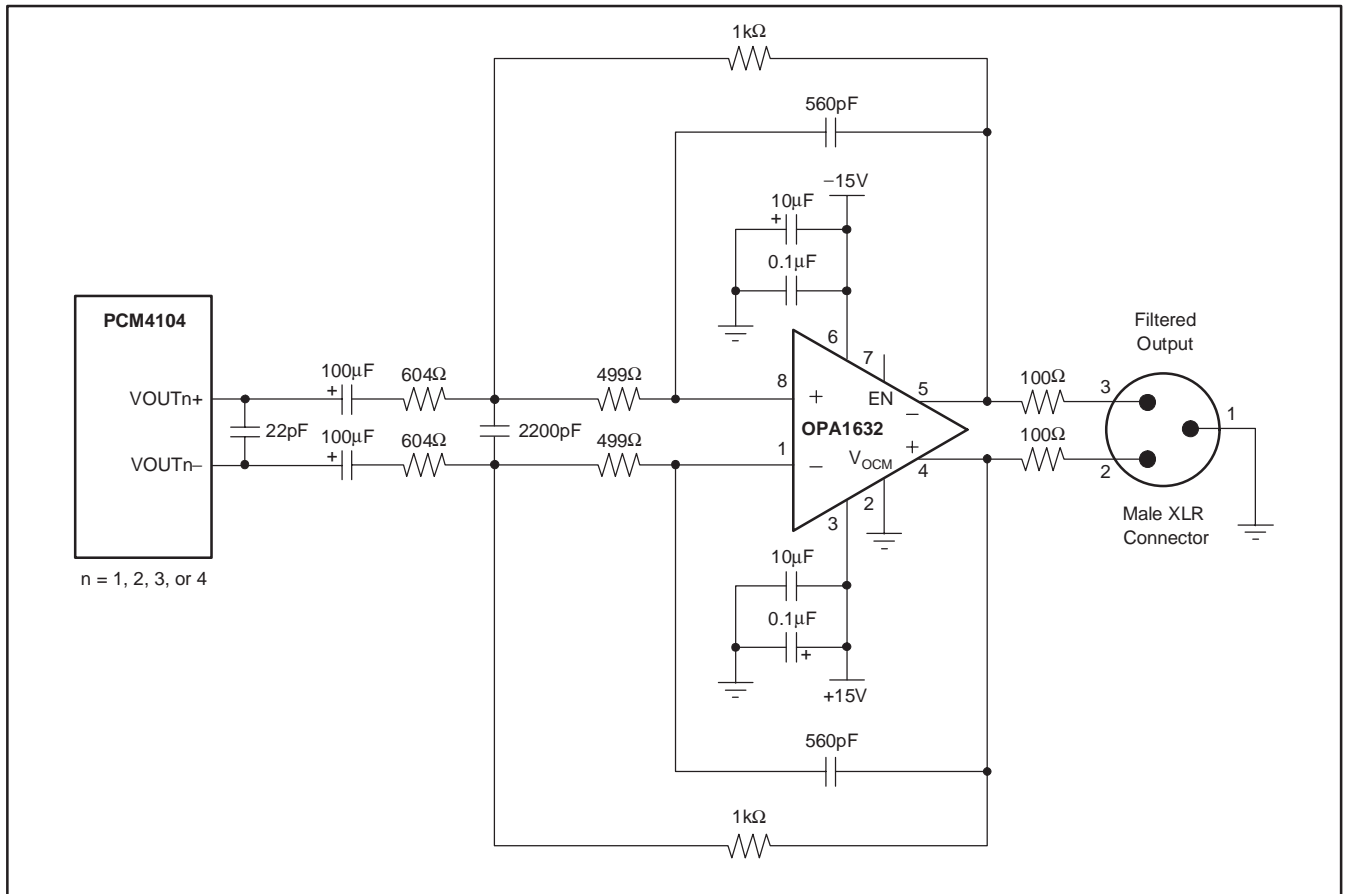 1kΩ
560pF
−15V
10μF
+
0.1μF
PCM4104
VOUTn+
VOUTn−
22pF
n = 1, 2, 3, or 4
100μF
+
604Ω
499Ω
100μF
+
604Ω
2200pF
499Ω
6
7
8
+
EN
5
−
OPA1632
1
−
VOCM
+
4
3
2
100Ω
3
100Ω
2
1
Filtered
Output
Male XLR
Connector
10μF
0.1μF
+
+15V
560pF
1kΩ